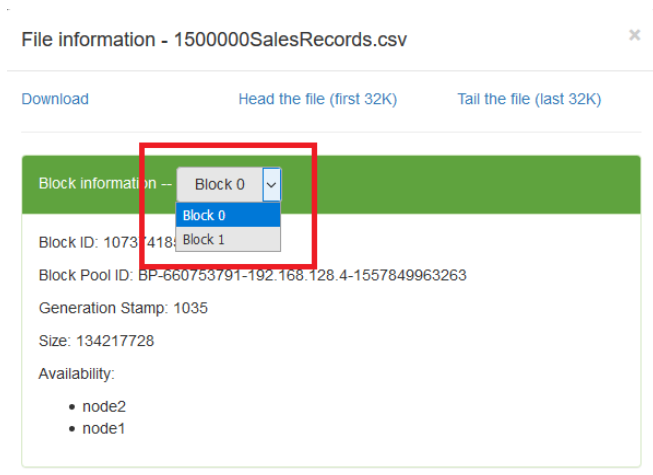 File information - 1500000SalesRecords.csv ×
Download Head the file (first 32K) Tail the file (last 32K)
Block information -- Block 0
Block 0
Block 1
Block ID:
Block Pool ID: BP-660753791-192.168.128.4-1557849963263
Generation Stamp: 1035
Size: 134217728
Availability:
• node2
• node1